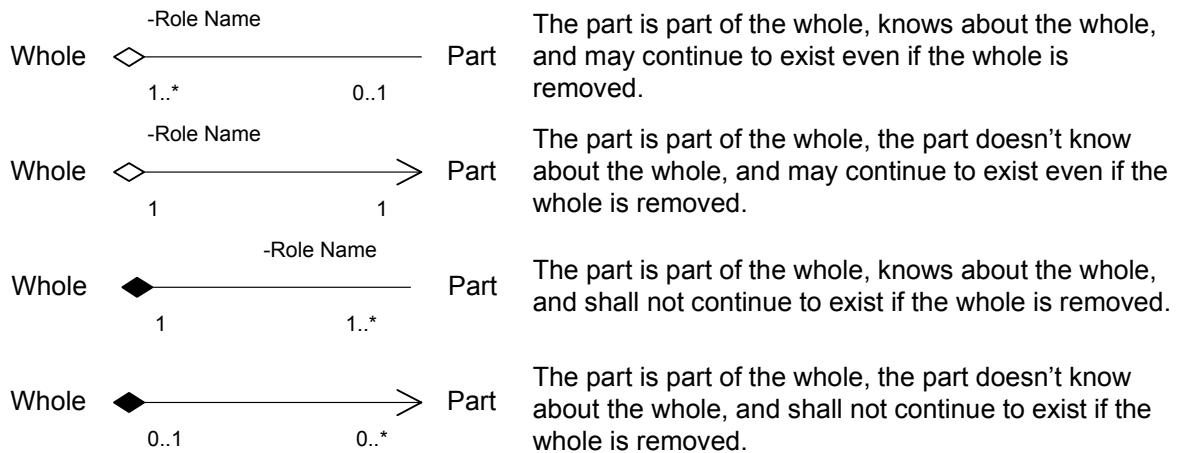 -Role Name
Whole Part
1..* 0..1
The part is part of the whole, knows about the whole,
and may continue to exist even if the whole is
removed.
-Role Name
Whole Part
1 1
The part is part of the whole, the part doesn’t know
about the whole, and may continue to exist even if the
whole is removed.
-Role Name
Whole Part
1 1..*
The part is part of the whole, knows about the whole,
and shall not continue to exist if the whole is removed.
Whole Part
0..1 0..*
The part is part of the whole, the part doesn’t know
about the whole, and shall not continue to exist if the
whole is removed.